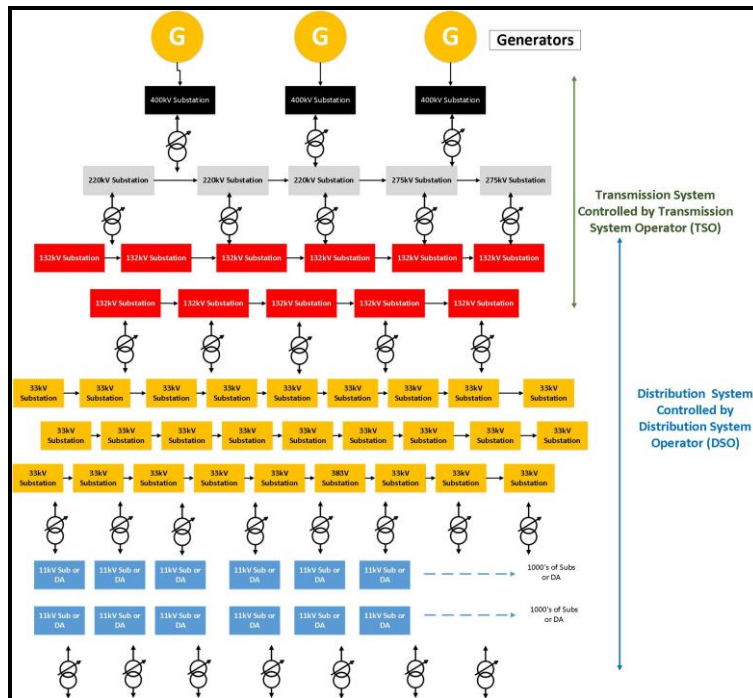 G G G
Generators
400kV Substation 400kV Substation 400kV Substation
220kV Substation 220kV Substation 220kV Substation 275kV Substation 275kV Substation
Transmission System
Controlled by Transmission
System Operator (TSO)
132kV Substation 132kV Substation 132kV Substation 132kV Substation 132kV Substation 132kV Substation
132kV Substation 132kV Substation 132kV Substation 132kV Substation 132kV Substation
33kV 33kV 33kV 33kV 33kV 33kV 33kV 33kV 33kV
Substation Substation Substation Substation Substation Substation Substation Substation Substation
Distribution System
Controlled by
Distribution System
Operator (DSO)
33kV 33kV 33kV 33kV 33kV 33kV 33kV 33kV 33kV
Substation Substation Substation Substation Substation Substation Substation Substation Substation
33kV 33kV 33kV 33kV 33kV 383V 33kV 33kV 33kV
Substation Substation Substation Substation Substation Substation Substation Substation Substation
11kV Sub or 11kV Sub or 11kV Sub or 11kV Sub or 11kV Sub or 11kV Sub or
DA DA DA DA DA DA
1000's of Subs
or DA
11kV Sub or 11kV Sub or 11kV Sub or 11kV Sub or 11kV Sub or 11kV Sub or
DA DA DA DA DA DA
1000's of Subs
or DA